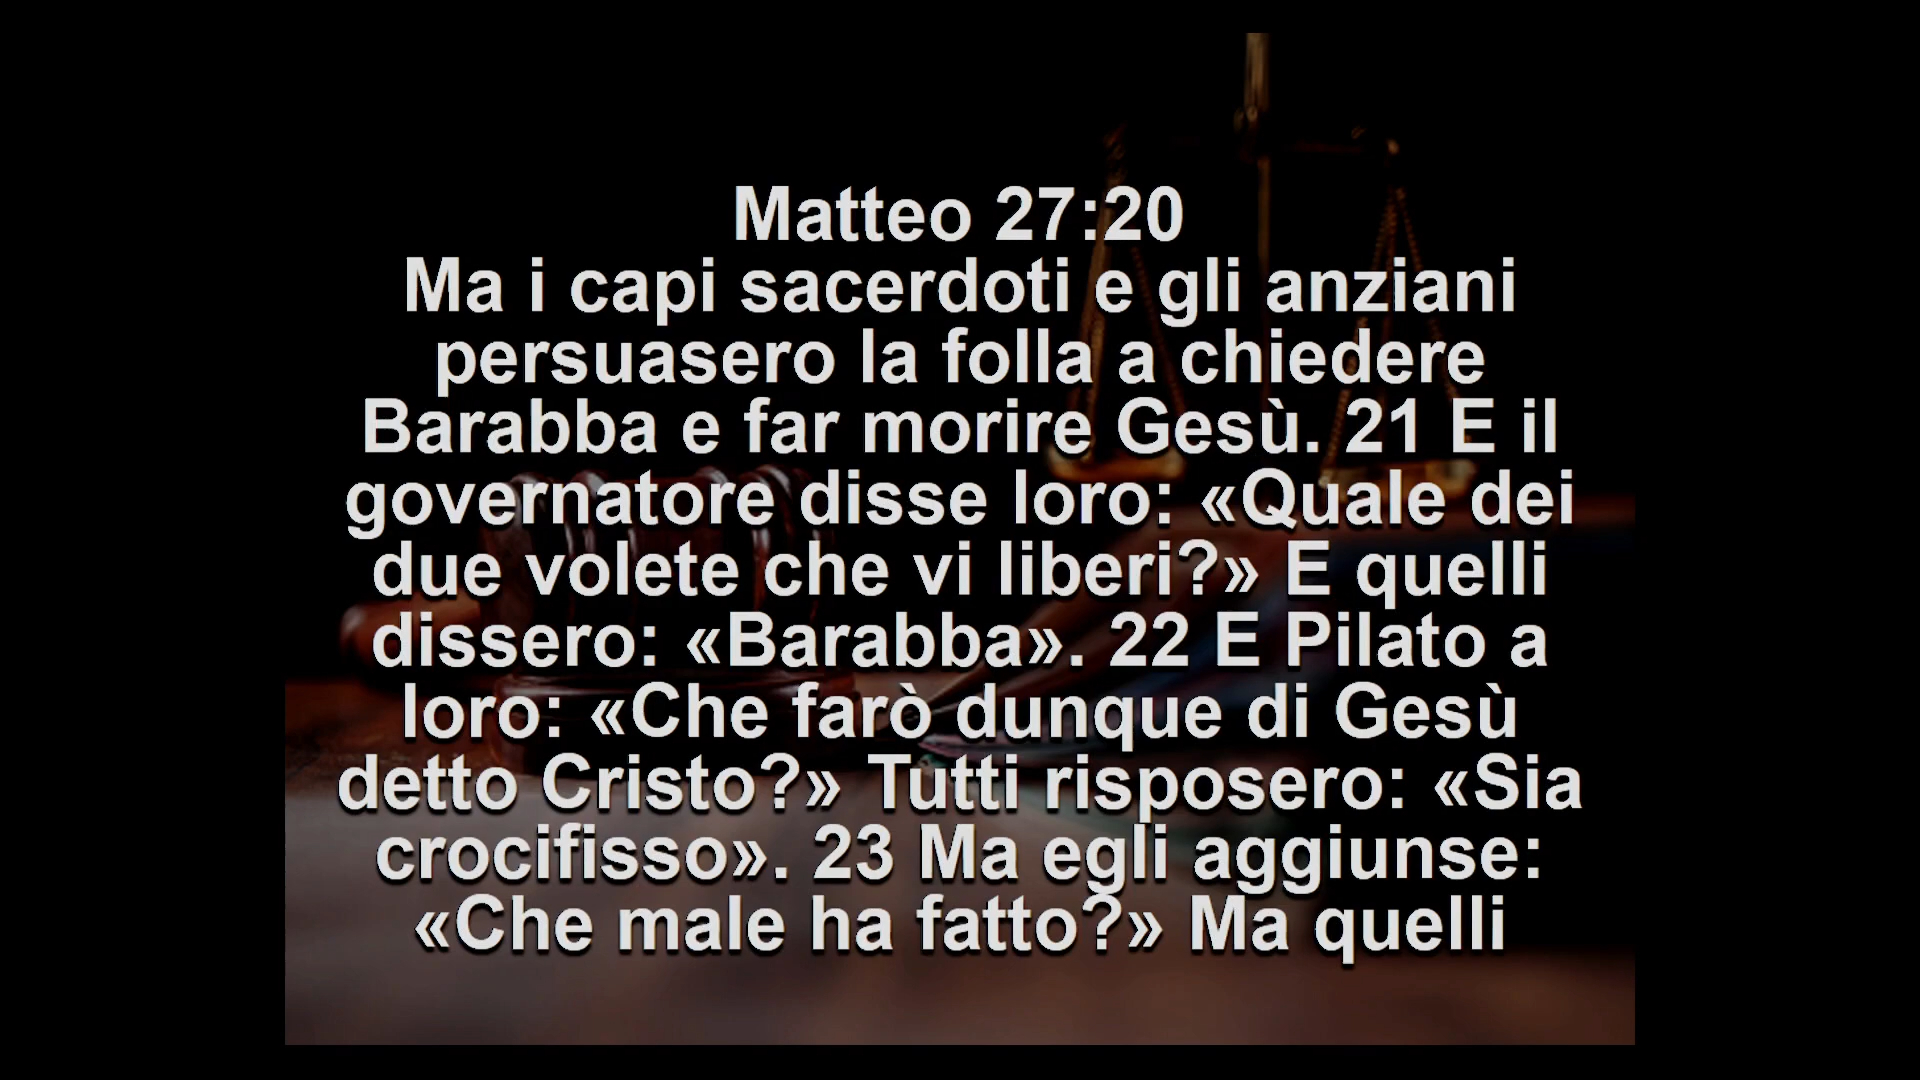 Matteo 27:20
Ma i capi sacerdoti e gli anziani
persuasero la folla a chiedere
Barabba e far morire Gesù. 21 E il
governatore disse loro: «Quale dei
due volete che vi liberi?» E quelli
dissero: «Barabba». 22 E Pilato a
loro: «Che farò dunque di Gesù
detto Cristo?» Tutti risposero: «Sia
crocifisso». 23 Ma egli aggiunse:
«Che male ha fatto?» Ma quelli